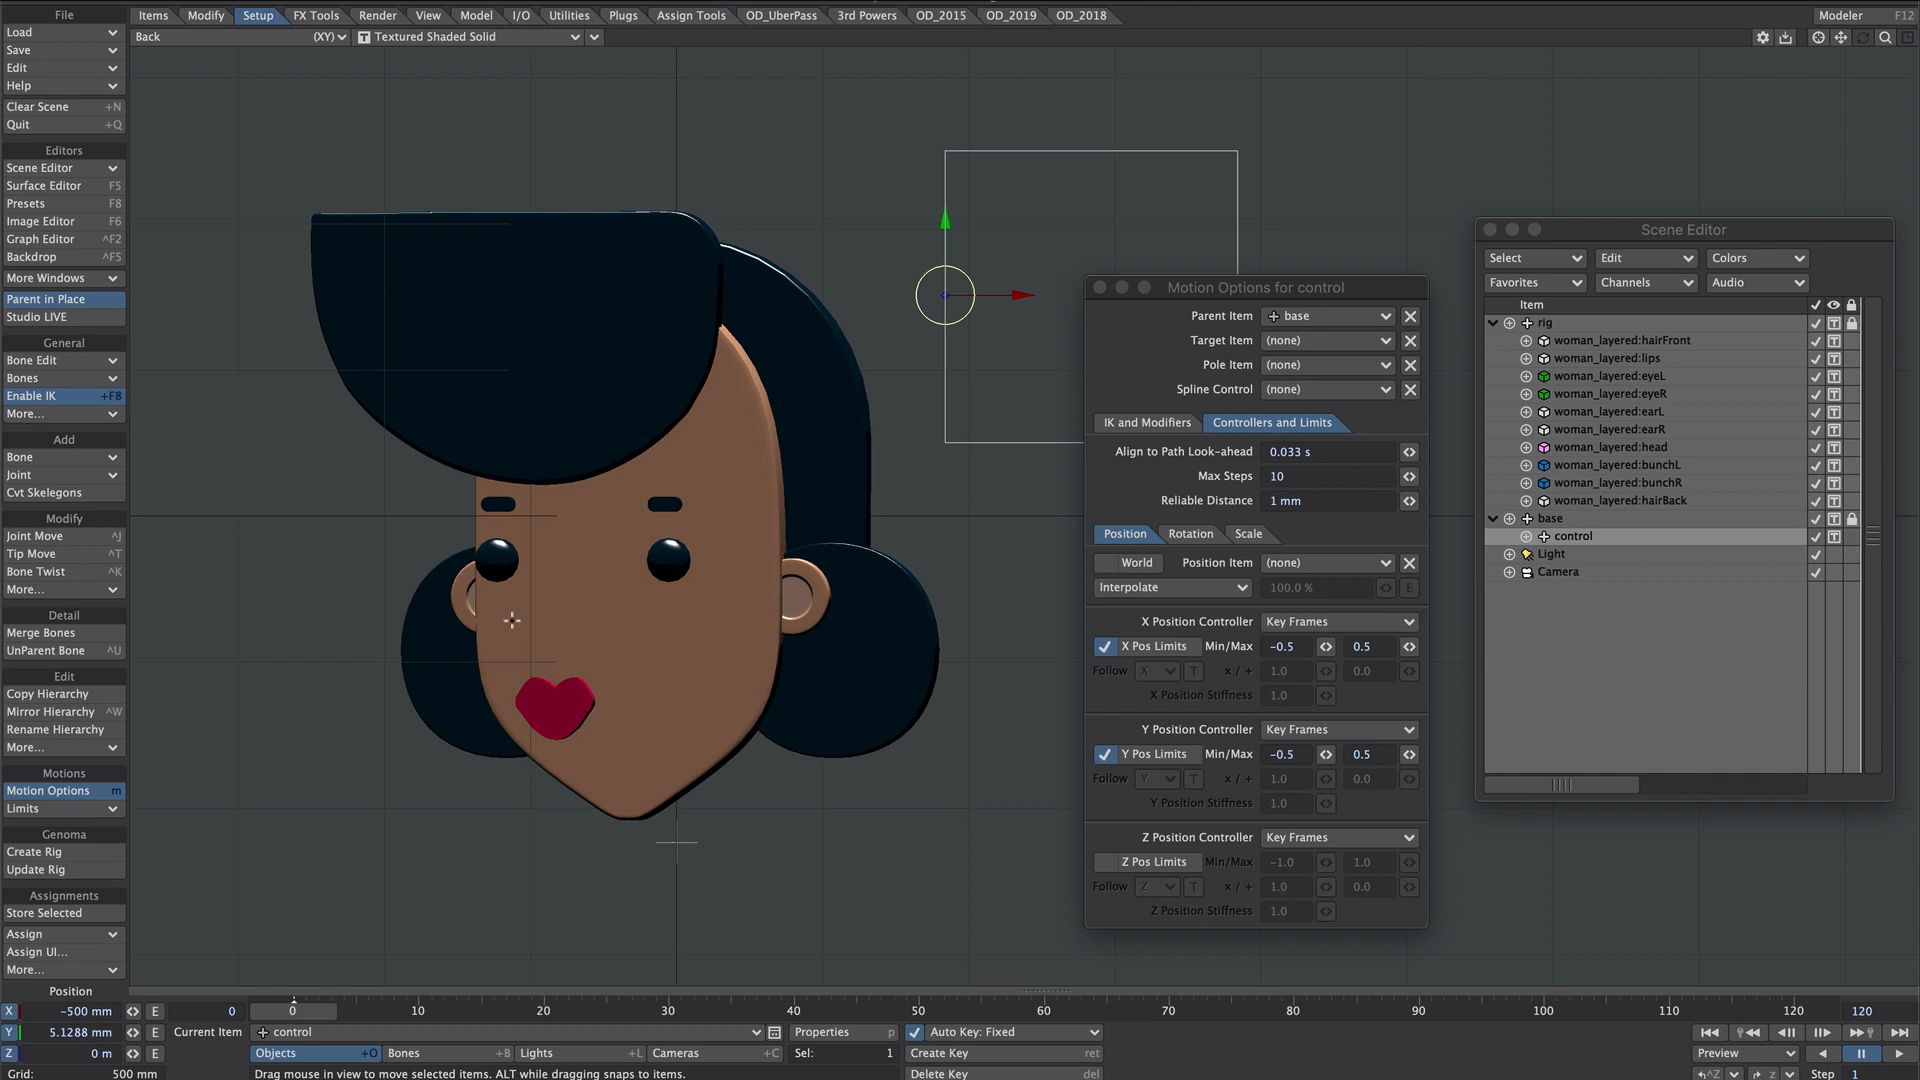 File
Items Modify Setup FX Tools Render View Model I/O Utilities Plugs Assign Tools OD_UberPass 3rd Powers OD_2015 OD_2019 OD_2018 Modeler F12
Load
Back (XY) Textured Shaded Solid
Save
Edit
Help
Clear Scene +N
Quit +Q
Editors
Scene Editor
Surface Editor F5
Presets F8
Image Editor F6
Graph Editor ^F2
Backdrop ^F5
More Windows
Parent in Place
Studio LIVE
General
Bone Edit
Bones
Enable IK +F8
More...
Add
Bone
Joint
Cvt Skelegons
Modify
Joint Move ^J
Tip Move ^T
Bone Twist ^K
More...
Detail
Merge Bones
UnParent Bone ^U
Edit
Copy Hierarchy
Mirror Hierarchy ^W
Rename Hierarchy
More...
Motions
Motion Options m
Limits
Genoma
Create Rig
Update Rig
Assignments
Store Selected
Assign
Assign UI...
More...
Motion Options for control
Parent Item base
Target Item (none)
Pole Item (none)
Spline Control (none)
IK and Modifiers Controllers and Limits
Align to Path Look-ahead 0.033 s
Max Steps 10
Reliable Distance 1 mm
Position Rotation Scale
World Position Item (none)
Interpolate 100.0 % E
X Position Controller Key Frames
X Pos Limits Min/Max -0.5 0.5
Follow X T x / + 1.0 0.0
X Position Stiffness 1.0
Y Position Controller Key Frames
Y Pos Limits Min/Max -0.5 0.5
Follow Y T x / + 1.0 0.0
Y Position Stiffness 1.0
Z Position Controller Key Frames
Z Pos Limits Min/Max -1.0 1.0
Follow Z T x / + 1.0 0.0
Z Position Stiffness 1.0
Scene Editor
Select Edit Colors
Favorites Channels Audio
Item
rig T
woman_layered:hairFront T
woman_layered:lips T
woman_layered:eyeL T
woman_layered:eyeR T
woman_layered:earL T
woman_layered:earR T
woman_layered:head T
woman_layered:bunchL T
woman_layered:bunchR T
woman_layered:hairBack T
base T
control T
Light
Camera
Position
X -500 mm E 0 0 10 20 30 40 50 60 70 80 90 100 110 120 120
Y 5.1288 mm E Current Item control Properties p Auto Key: Fixed
Z 0 m E Objects +O Bones +B Lights +L Cameras +C Sel: 1 Create Key ret Preview
Grid: 500 mm Drag mouse in view to move selected items. ALT while dragging snaps to items. Delete Key ^Z z Step 1